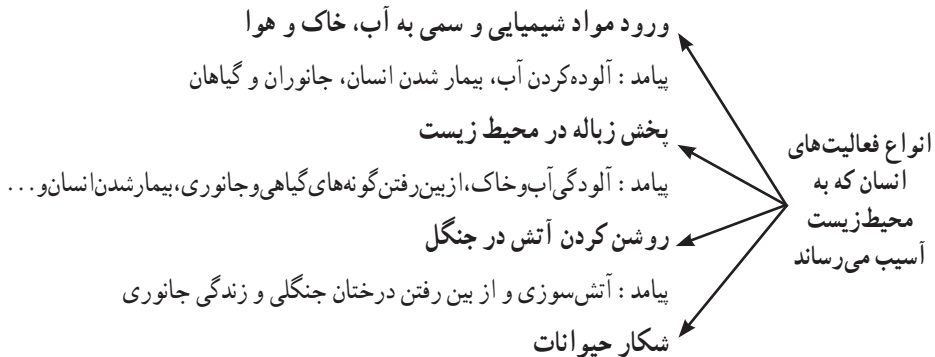 انواع فعالیت‌های
انسان که به
محیط‌زیست
آسیب می‌رساند
ورود مواد شیمیایی و سمی به آب، خاک و هوا
پیامد : آلوده‌کردن آب، بیمار شدن انسان، جانوران و گیاهان
پخش زباله در محیط زیست
پیامد : آلودگی‌آب‌وخاک،ازبین‌رفتن‌گونه‌های‌گیاهی‌وجانوری،بیمارشدن‌انسان‌و...
روشن کردن آتش در جنگل
پیامد : آتش‌سوزی و از بین رفتن درختان جنگلی و زندگی جانوری
شکار حیوانات